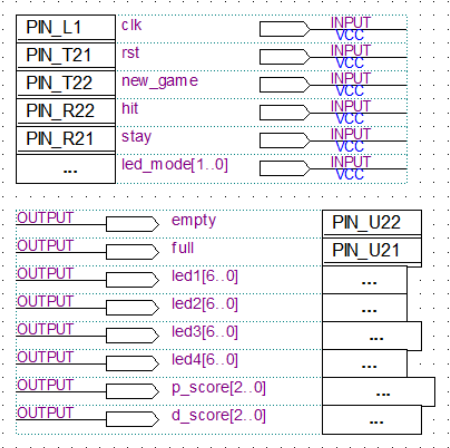 PIN_L1 clk INPUT VCC
PIN_T21 rst INPUT VCC
PIN_T22 new_game INPUT VCC
PIN_R22 hit INPUT VCC
PIN_R21 stay INPUT VCC
... led_mode[1..0] INPUT VCC
OUTPUT empty PIN_U22
OUTPUT full PIN_U21
OUTPUT led1[6..0] ...
OUTPUT led2[6..0] ...
OUTPUT led3[6..0] ...
OUTPUT led4[6..0] ...
OUTPUT p_score[2..0] ...
OUTPUT d_score[2..0] ...